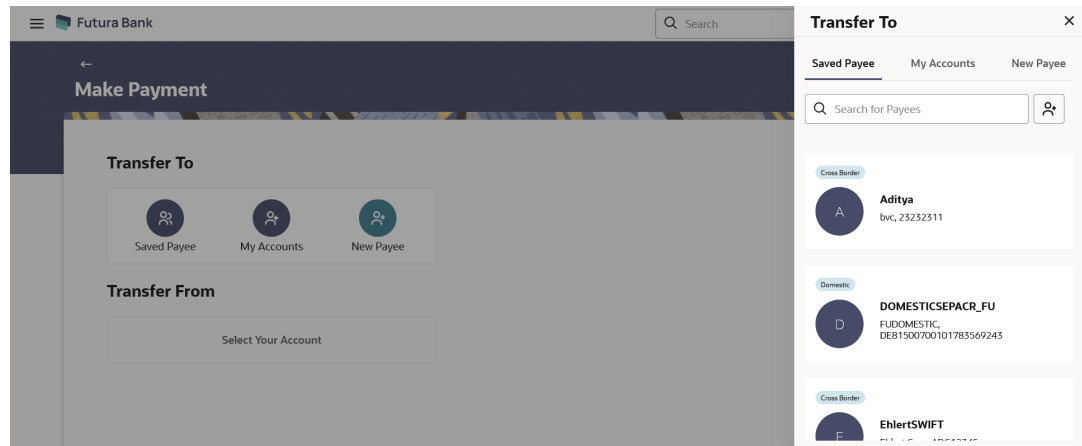 Futura Bank
Search
Make Payment
Transfer To
Saved Payee
My Accounts
New Payee
Transfer From
Select Your Account
Transfer To
Saved Payee
My Accounts
New Payee
Search for Payees
Cross Border
A
Aditya
bvc, 23232311
Domestic
D
DOMESTICSEPACR_FU
FUDOMESTIC,
DE81500700101783569243
Cross Border
E
EhlertSWIFT